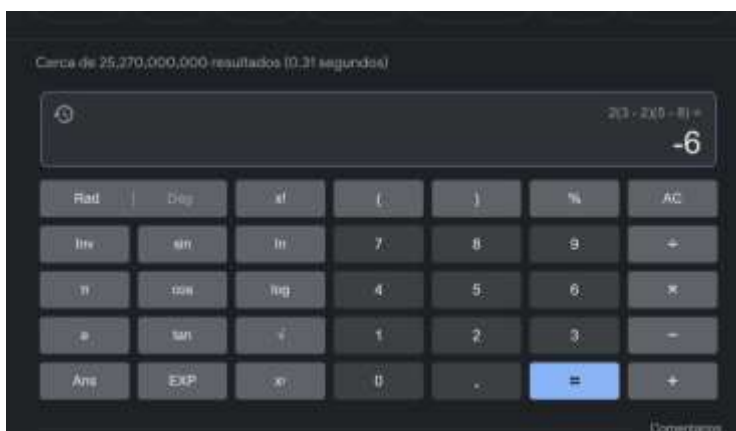 Cerca de 25,270,000,000 resultados (0.31 segundos)
2(3 - 2)(5 - 8) =
-6
Rad | Deg x! ( ) % AC
Inv sin ln 7 8 9 ÷
π cos log 4 5 6 ×
e tan √ 1 2 3 −
Ans EXP xʸ 0 . = +
Comentarios